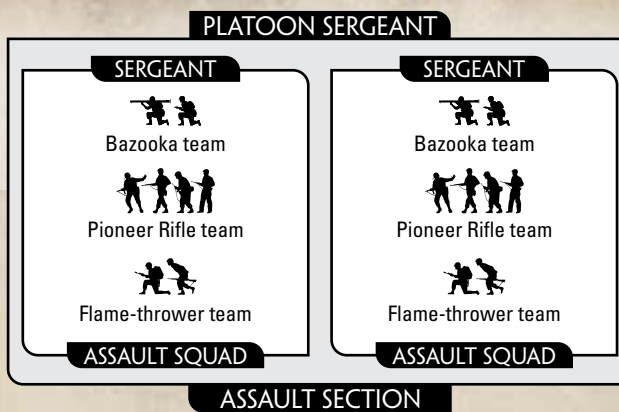 PLATOON SERGEANT
SERGEANT
Bazooka team
Pioneer Rifle team
Flame-thrower team
ASSAULT SQUAD
SERGEANT
Bazooka team
Pioneer Rifle team
Flame-thrower team
ASSAULT SQUAD
ASSAULT SECTION